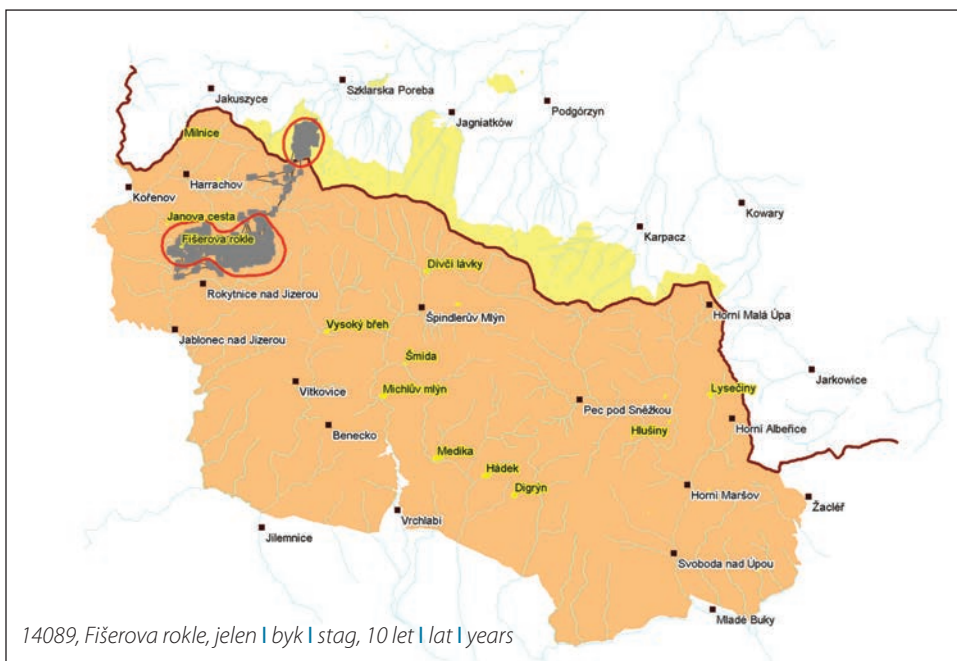 Szklarska Poreba
Jakuszyce
Podgórzyn
Jagniatków
Milnice
Harrachov
Kořenov
Kowary
Janova cesta
Karpacz
Fišerova rokle
Dívčí lávky
Rokytnice nad Jizerou
Horní Malá Úpa
Špindlerův Mlýn
Vysoký břeh
Jablonec nad Jizerou
Šmída
Jarkowice
Vítkovice
Michlův mlýn
Lysečiny
Pec pod Sněžkou
Horní Albeřice
Hlušiny
Benecko
Medika
Hádek
Digrýn
Horní Maršov
Žacléř
Vrchlabí
Jilemnice
Svoboda nad Úpou
Mladé Buky
14089, Fišerova rokle, jelen | byk | stag, 10 let | lat | years